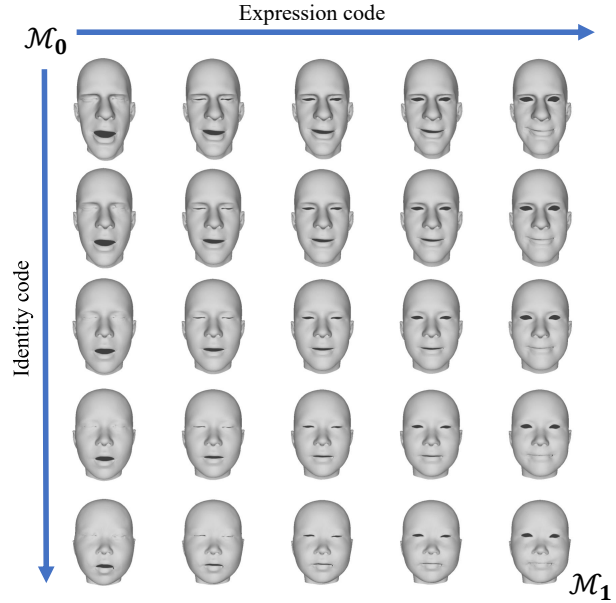 Expression code
ℳ₀
Identity code
ℳ₁